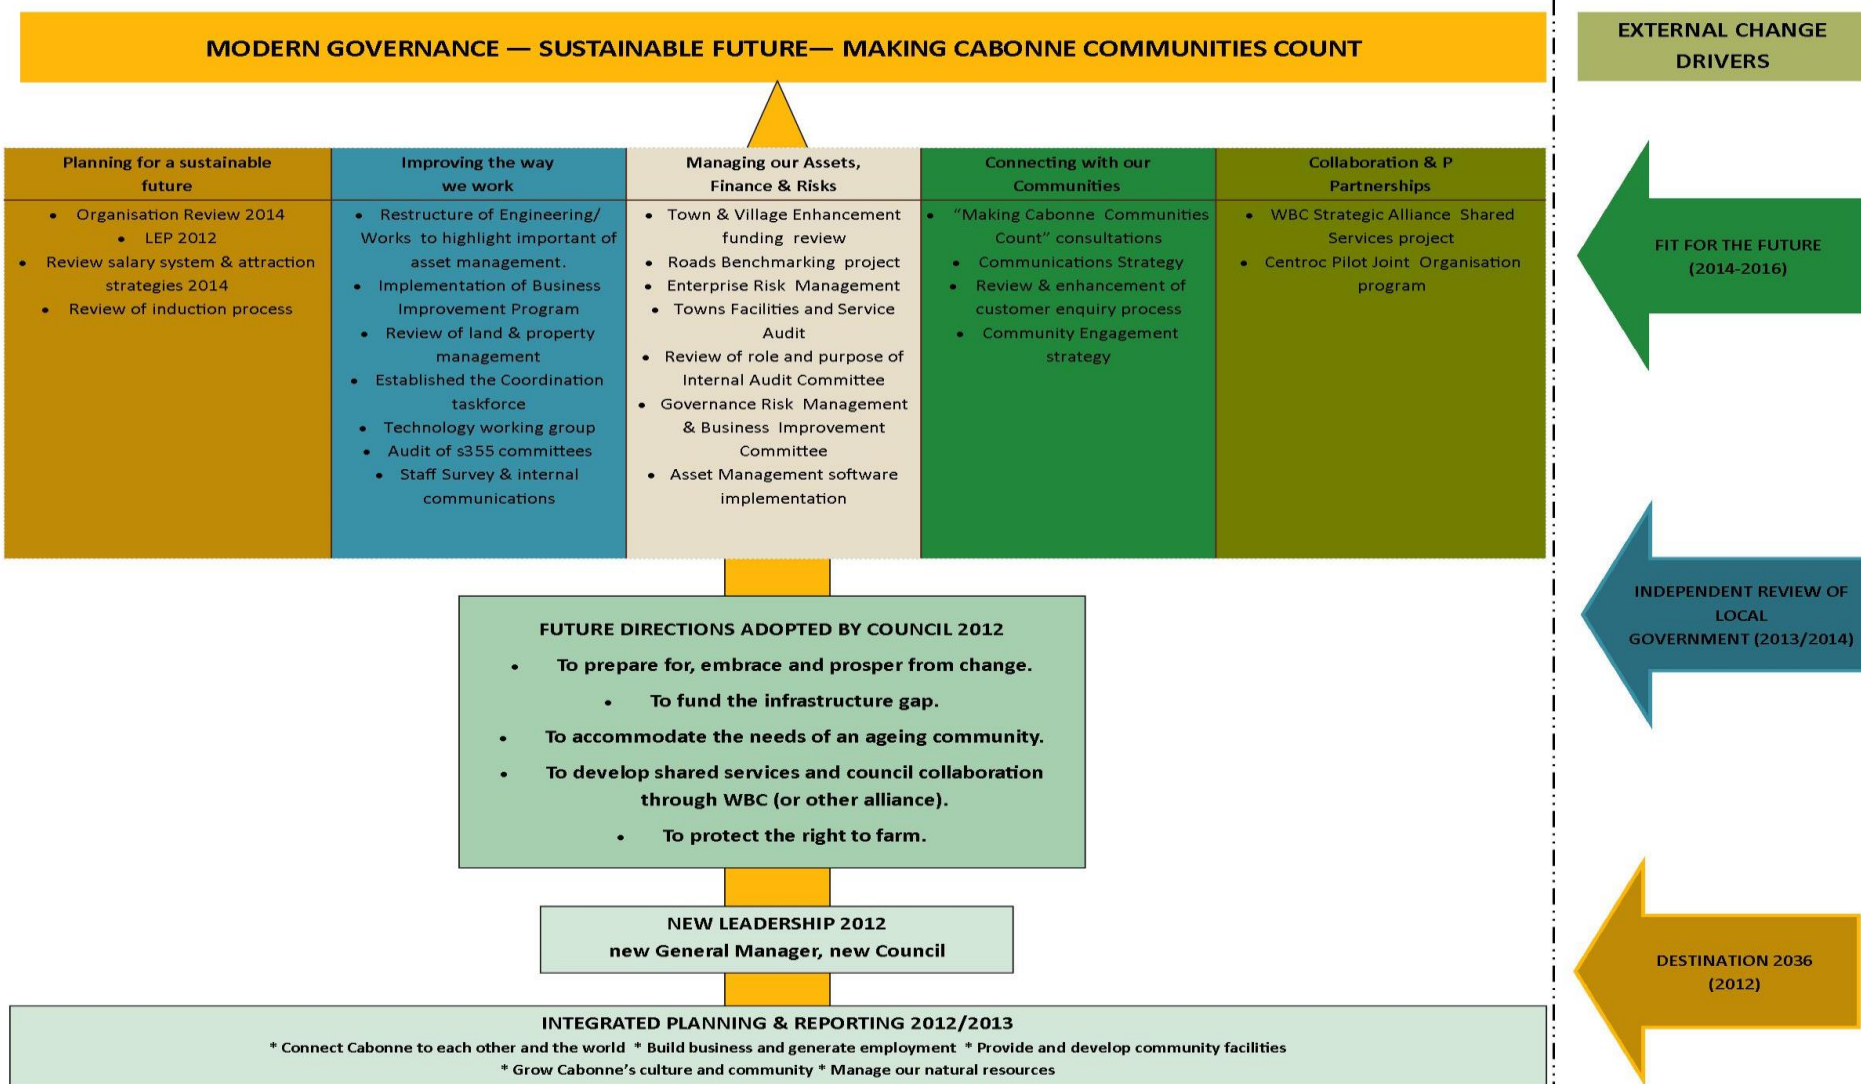 MODERN GOVERNANCE — SUSTAINABLE FUTURE— MAKING CABONNE COMMUNITIES COUNT
EXTERNAL CHANGE
DRIVERS
Planning for a sustainable
future
• Organisation Review 2014
• LEP 2012
• Review salary system & attraction
strategies 2014
• Review of induction process
Improving the way
we work
• Restructure of Engineering/
Works to highlight important of
asset management.
• Implementation of Business
Improvement Program
• Review of land & property
management
• Established the Coordination
taskforce
• Technology working group
• Audit of s355 committees
• Staff Survey & internal
communications
Managing our Assets,
Finance & Risks
• Town & Village Enhancement
funding review
• Roads Benchmarking project
• Enterprise Risk Management
• Towns Facilities and Service
Audit
• Review of role and purpose of
Internal Audit Committee
• Governance Risk Management
& Business Improvement
Committee
• Asset Management software
implementation
Connecting with our
Communities
• “Making Cabonne Communities
Count” consultations
• Communications Strategy
• Review & enhancement of
customer enquiry process
• Community Engagement
strategy
Collaboration & P
Partnerships
• WBC Strategic Alliance Shared
Services project
• Centroc Pilot Joint Organisation
program
FIT FOR THE FUTURE
(2014-2016)
INDEPENDENT REVIEW OF
LOCAL
GOVERNMENT (2013/2014)
DESTINATION 2036
(2012)
FUTURE DIRECTIONS ADOPTED BY COUNCIL 2012
• To prepare for, embrace and prosper from change.
• To fund the infrastructure gap.
• To accommodate the needs of an ageing community.
• To develop shared services and council collaboration
through WBC (or other alliance).
• To protect the right to farm.
NEW LEADERSHIP 2012
new General Manager, new Council
INTEGRATED PLANNING & REPORTING 2012/2013
* Connect Cabonne to each other and the world * Build business and generate employment * Provide and develop community facilities
* Grow Cabonne’s culture and community * Manage our natural resources